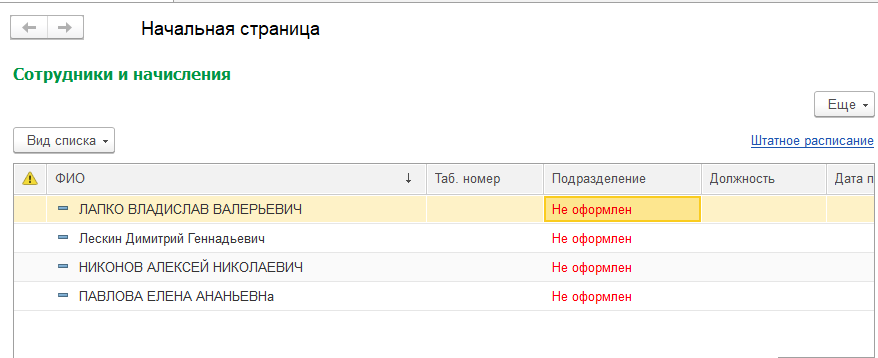 Начальная страница
Сотрудники и начисления
Еще
Вид списка
Штатное расписание
ФИО ↓ Таб. номер Подразделение Должность Дата п
ЛАПКО ВЛАДИСЛАВ ВАЛЕРЬЕВИЧ Не оформлен
Лескин Димитрий Геннадьевич Не оформлен
НИКОНОВ АЛЕКСЕЙ НИКОЛАЕВИЧ Не оформлен
ПАВЛОВА ЕЛЕНА АНАНЬЕВНа Не оформлен